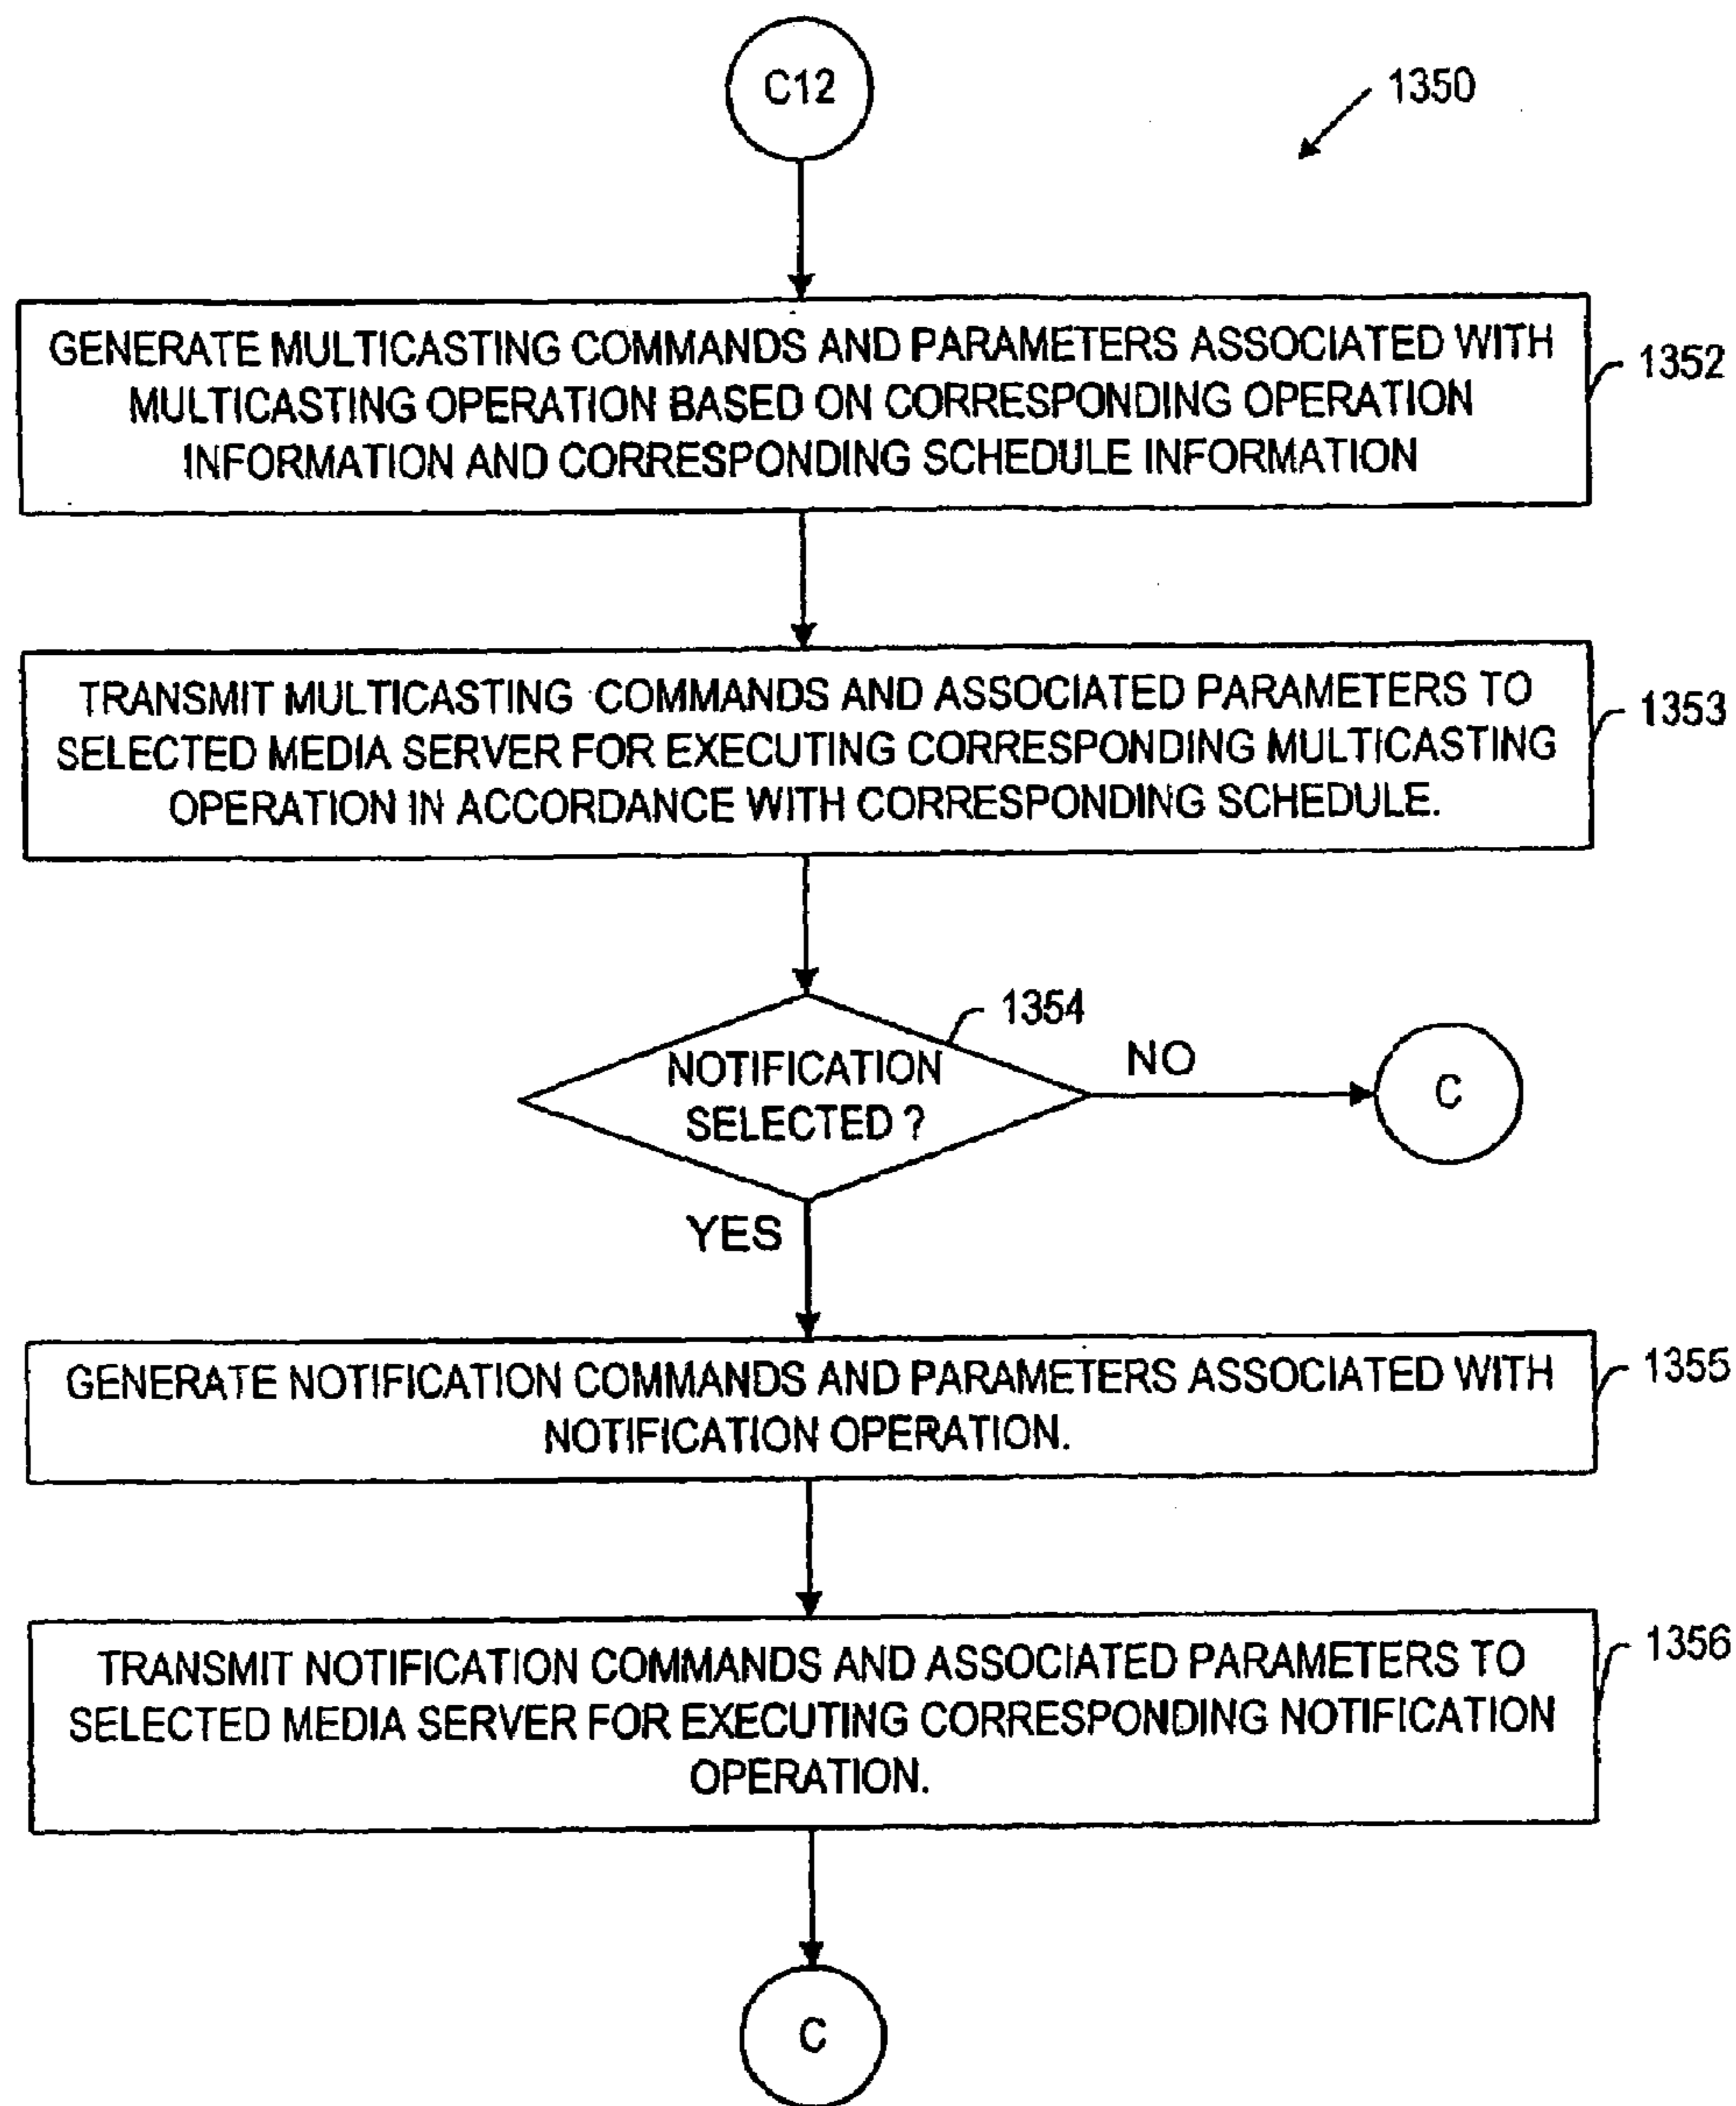 C12
1350
GENERATE MULTICASTING COMMANDS AND PARAMETERS ASSOCIATED WITH
MULTICASTING OPERATION BASED ON CORRESPONDING OPERATION
INFORMATION AND CORRESPONDING SCHEDULE INFORMATION
1352
TRANSMIT MULTICASTING COMMANDS AND ASSOCIATED PARAMETERS TO
SELECTED MEDIA SERVER FOR EXECUTING CORRESPONDING MULTICASTING
OPERATION IN ACCORDANCE WITH CORRESPONDING SCHEDULE.
1353
1354
NOTIFICATION
SELECTED ?
NO
C
YES
GENERATE NOTIFICATION COMMANDS AND PARAMETERS ASSOCIATED WITH
NOTIFICATION OPERATION.
1355
TRANSMIT NOTIFICATION COMMANDS AND ASSOCIATED PARAMETERS TO
SELECTED MEDIA SERVER FOR EXECUTING CORRESPONDING NOTIFICATION
OPERATION.
1356
C